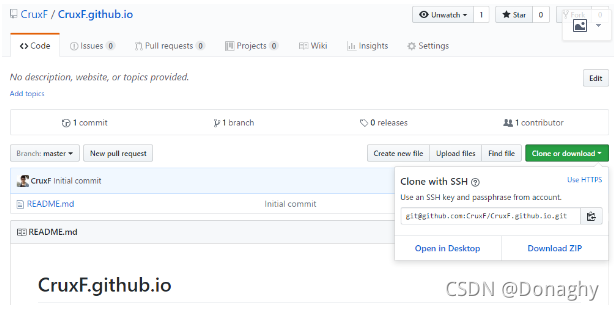 CruxF / CruxF.github.io
Unwatch 1 Star 0 Fork 0
Code Issues 0 Pull requests 0 Projects 0 Wiki Insights Settings
No description, website, or topics provided. Edit
Add topics
1 commit 1 branch 0 releases 1 contributor
Branch: master New pull request Create new file Upload files Find file Clone or download
CruxF Initial commit
README.md Initial commit
Clone with SSH Use HTTPS
Use an SSH key and passphrase from account.
git@github.com:CruxF/CruxF.github.io.git
Open in Desktop Download ZIP
README.md
CruxF.github.io
CSDN @Donaghy